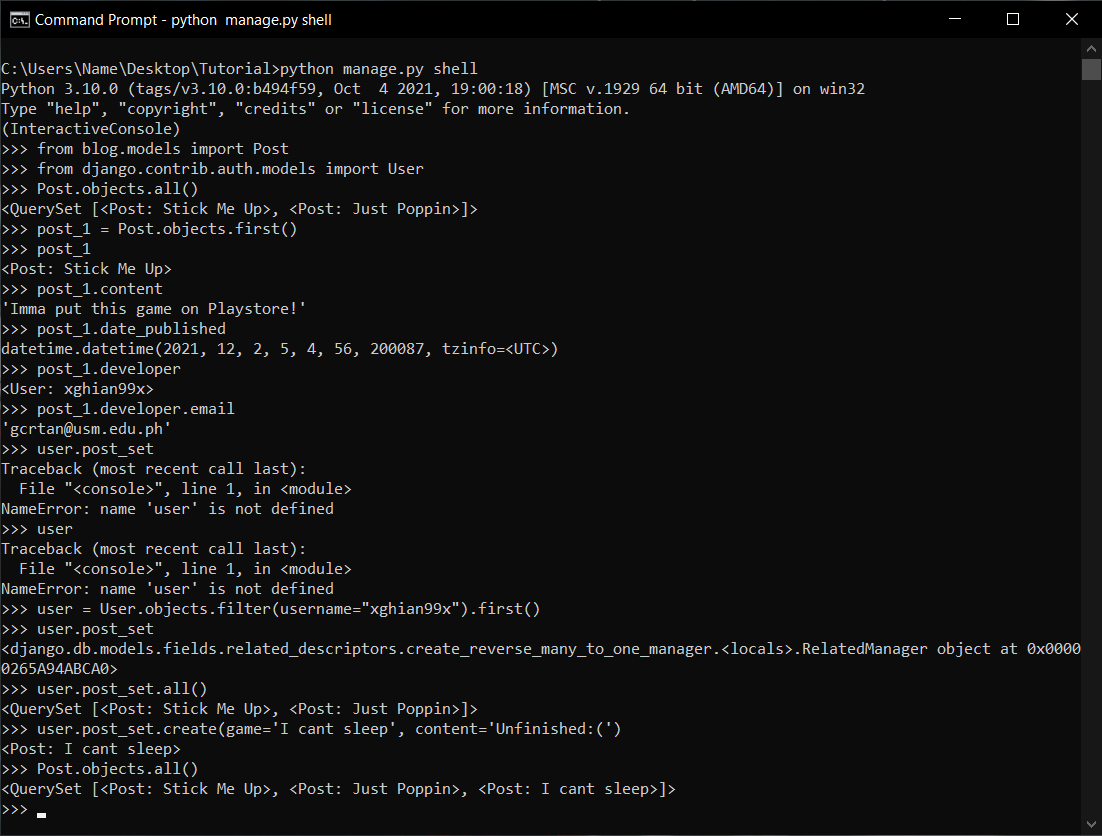 Command Prompt - python  manage.py shell
C:\Users\Name\Desktop\Tutorial>python manage.py shell
Python 3.10.0 (tags/v3.10.0:b494f59, Oct  4 2021, 19:00:18) [MSC v.1929 64 bit (AMD64)] on win32
Type "help", "copyright", "credits" or "license" for more information.
(InteractiveConsole)
>>> from blog.models import Post
>>> from django.contrib.auth.models import User
>>> Post.objects.all()
<QuerySet [<Post: Stick Me Up>, <Post: Just Poppin>]>
>>> post_1 = Post.objects.first()
>>> post_1
<Post: Stick Me Up>
>>> post_1.content
'Imma put this game on Playstore!'
>>> post_1.date_published
datetime.datetime(2021, 12, 2, 5, 4, 56, 200087, tzinfo=<UTC>)
>>> post_1.developer
<User: xghian99x>
>>> post_1.developer.email
'gcrtan@usm.edu.ph'
>>> user.post_set
Traceback (most recent call last):
  File "<console>", line 1, in <module>
NameError: name 'user' is not defined
>>> user
Traceback (most recent call last):
  File "<console>", line 1, in <module>
NameError: name 'user' is not defined
>>> user = User.objects.filter(username="xghian99x").first()
>>> user.post_set
<django.db.models.fields.related_descriptors.create_reverse_many_to_one_manager.<locals>.RelatedManager object at 0x0000
0265A94ABCA0>
>>> user.post_set.all()
<QuerySet [<Post: Stick Me Up>, <Post: Just Poppin>]>
>>> user.post_set.create(game='I cant sleep', content='Unfinished:(')
<Post: I cant sleep>
>>> Post.objects.all()
<QuerySet [<Post: Stick Me Up>, <Post: Just Poppin>, <Post: I cant sleep>]>
>>>